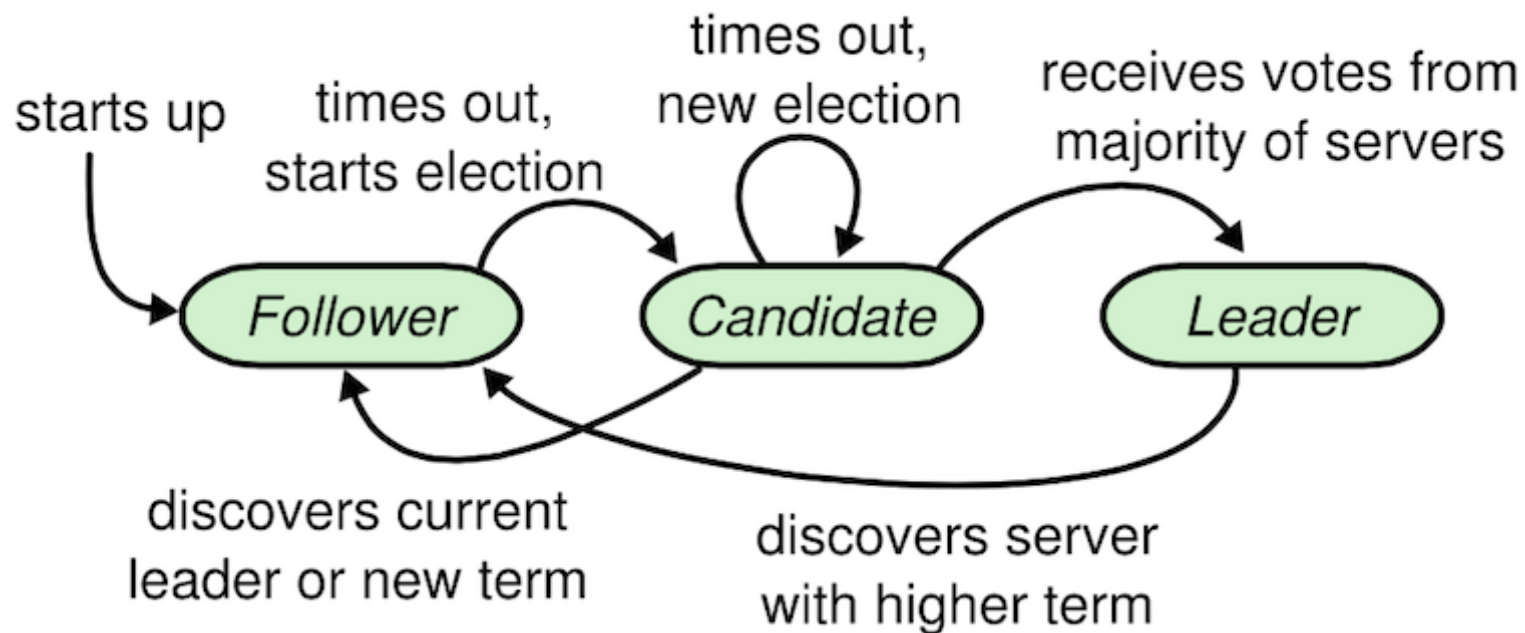 starts up
times out,
starts election
times out,
new election
receives votes from
majority of servers
Follower
Candidate
Leader
discovers current
leader or new term
discovers server
with higher term